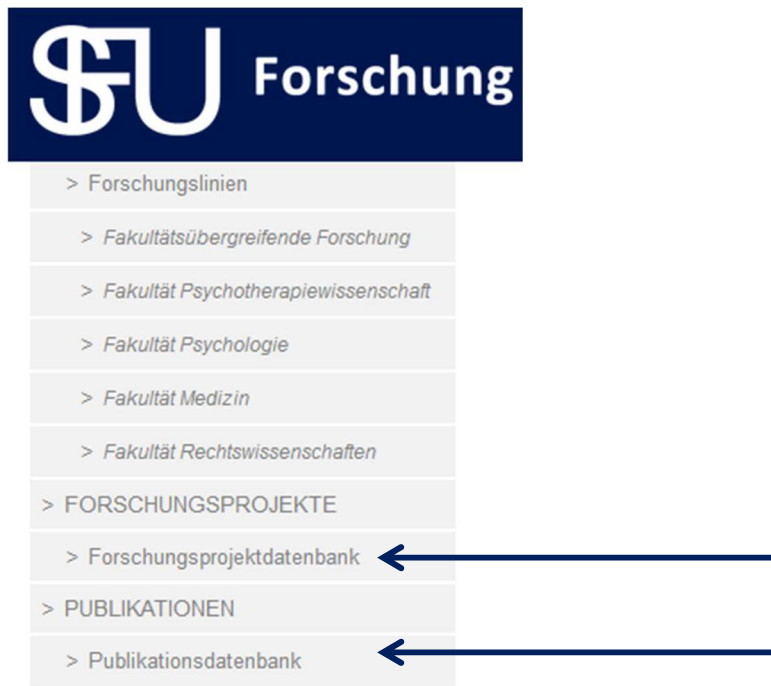 SFU Forschung
> Forschungslinien
> Fakultätsübergreifende Forschung
> Fakultät Psychotherapiewissenschaft
> Fakultät Psychologie
> Fakultät Medizin
> Fakultät Rechtswissenschaften
> FORSCHUNGSPROJEKTE
> Forschungsprojektdatenbank
> PUBLIKATIONEN
> Publikationsdatenbank